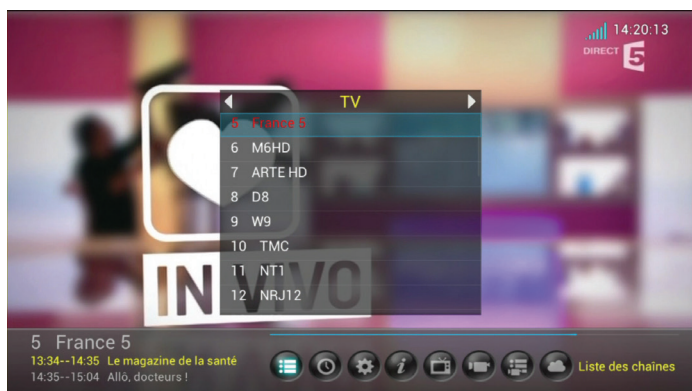 14:20:13
DIRECT 5
TV
5 France 5
6 M6HD
7 ARTE HD
8 D8
9 W9
10 TMC
11 NT1
12 NRJ12
IN VIVO
5 France 5
13:34--14:35 Le magazine de la santé
14:35--15:04 Allô, docteurs !
Liste des chaînes